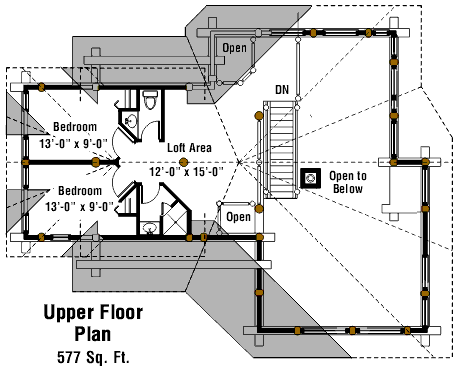 Open
DN
Bedroom
13'-0" x 9'-0"
Loft Area
12'-0" x 15'-0"
Open to
Below
Bedroom
13'-0" x 9'-0"
Open
Upper Floor
Plan
577 Sq. Ft.